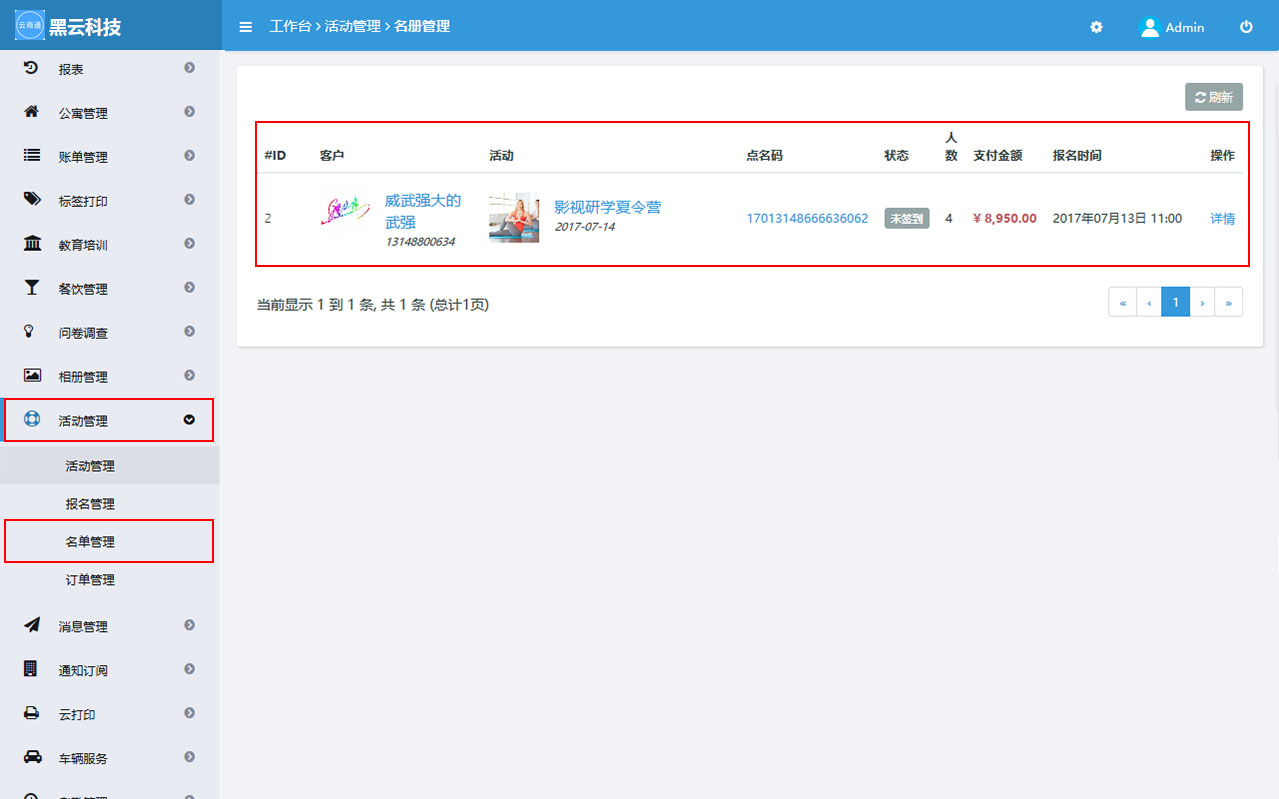 云商通 黑云科技
工作台 › 活动管理 › 名册管理
Admin
报表
公寓管理
账单管理
标签打印
教育培训
餐饮管理
问卷调查
相册管理
活动管理
活动管理
报名管理
名单管理
订单管理
消息管理
通知订阅
云打印
车辆服务
刷新
#ID 客户 活动 点名码 状态 人数 支付金额 报名时间 操作
2 威武强大的武强 13148800634 影视研学夏令营 2017-07-14 17013148666636062 未签到 4 ¥ 8,950.00 2017年07月13日 11:00 详情
当前显示 1 到 1 条, 共 1 条 (总计1页)
« ‹ 1 › »